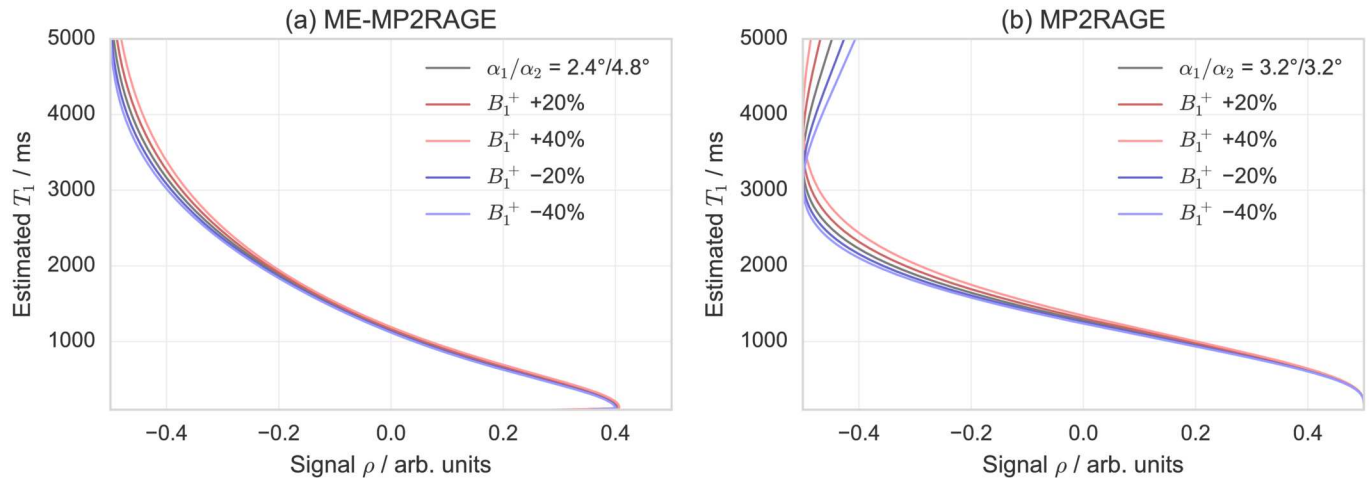 (a) ME-MP2RAGE
Estimated T₁ / ms
5000
4000
3000
2000
1000
α₁/α₂ = 2.4°/4.8°
B₁⁺ +20%
B₁⁺ +40%
B₁⁺ −20%
B₁⁺ −40%
−0.4
−0.2
0.0
0.2
0.4
Signal ρ / arb. units
(b) MP2RAGE
Estimated T₁ / ms
5000
4000
3000
2000
1000
α₁/α₂ = 3.2°/3.2°
B₁⁺ +20%
B₁⁺ +40%
B₁⁺ −20%
B₁⁺ −40%
−0.4
−0.2
0.0
0.2
0.4
Signal ρ / arb. units